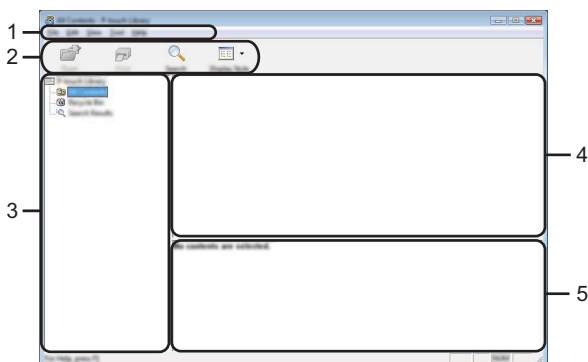 All Contents - P-touch Library
1
File Edit View Tool Help
2
Open Print Search Display Style
P-touch Library
All Contents
Recycle Bin
Search Results
3
4
No contents are selected.
5
For Help, press F1
NUM